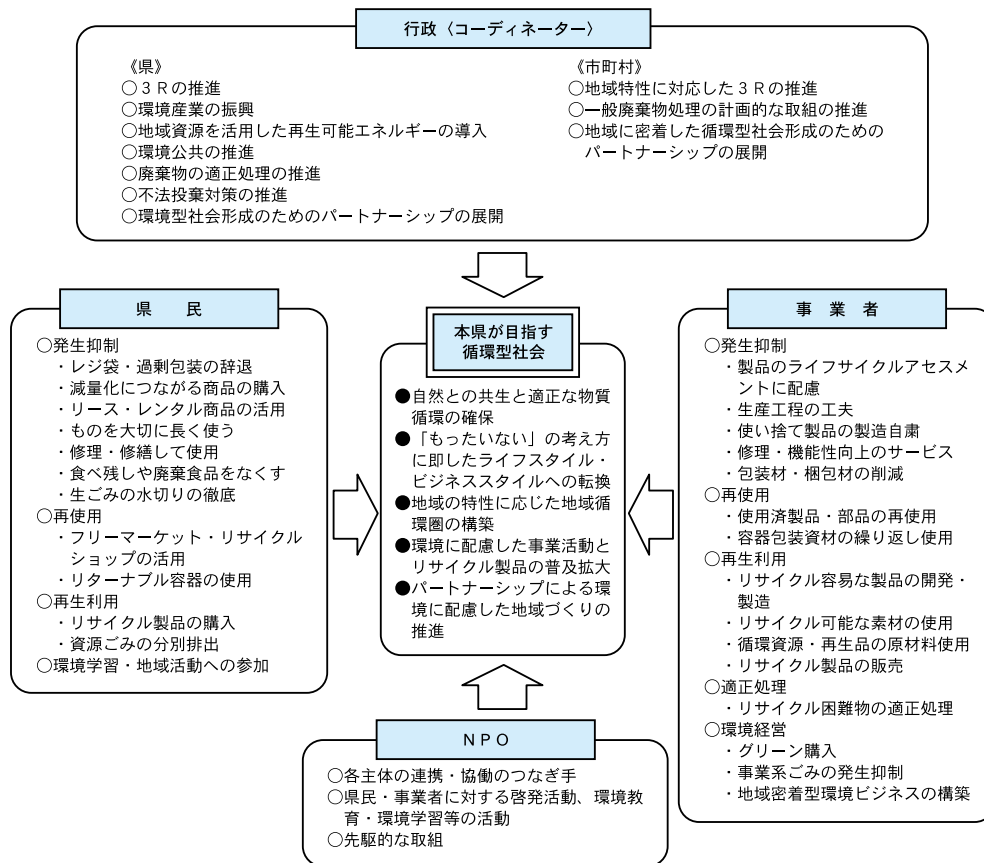 行政〈コーディネーター〉
《県》
○３Ｒの推進
○環境産業の振興
○地域資源を活用した再生可能エネルギーの導入
○環境公共の推進
○廃棄物の適正処理の推進
○不法投棄対策の推進
○環境型社会形成のためのパートナーシップの展開
《市町村》
○地域特性に対応した３Ｒの推進
○一般廃棄物処理の計画的な取組の推進
○地域に密着した循環型社会形成のための
パートナーシップの展開
県　民
○発生抑制
・レジ袋・過剰包装の辞退
・減量化につながる商品の購入
・リース・レンタル商品の活用
・ものを大切に長く使う
・修理・修繕して使用
・食べ残しや廃棄食品をなくす
・生ごみの水切りの徹底
○再使用
・フリーマーケット・リサイクル
ショップの活用
・リターナブル容器の使用
○再生利用
・リサイクル製品の購入
・資源ごみの分別排出
○環境学習・地域活動への参加
本県が目指す
循環型社会
●自然との共生と適正な物質
循環の確保
●「もったいない」の考え方
に即したライフスタイル・
ビジネススタイルへの転換
●地域の特性に応じた地域循
環圏の構築
●環境に配慮した事業活動と
リサイクル製品の普及拡大
●パートナーシップによる環
境に配慮した地域づくりの
推進
事　業　者
○発生抑制
・製品のライフサイクルアセスメ
ントに配慮
・生産工程の工夫
・使い捨て製品の製造自粛
・修理・機能性向上のサービス
・包装材・梱包材の削減
○再使用
・使用済製品・部品の再使用
・容器包装資材の繰り返し使用
○再生利用
・リサイクル容易な製品の開発・
製造
・リサイクル可能な素材の使用
・循環資源・再生品の原材料使用
・リサイクル製品の販売
○適正処理
・リサイクル困難物の適正処理
○環境経営
・グリーン購入
・事業系ごみの発生抑制
・地域密着型環境ビジネスの構築
ＮＰＯ
○各主体の連携・協働のつなぎ手
○県民・事業者に対する啓発活動、環境教
育・環境学習等の活動
○先駆的な取組